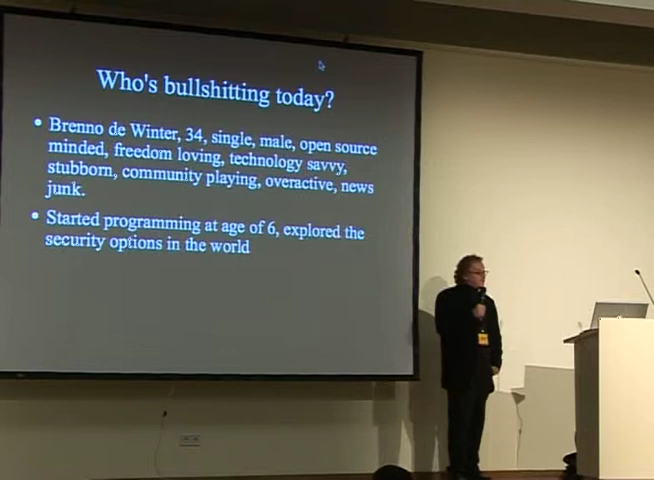 Who's bullshitting today?
• Brenno de Winter, 34, single, male, open source
minded, freedom loving, technology savvy,
stubborn, community playing, overactive, news
junk.
• Started programming at age of 6, explored the
security options in the world